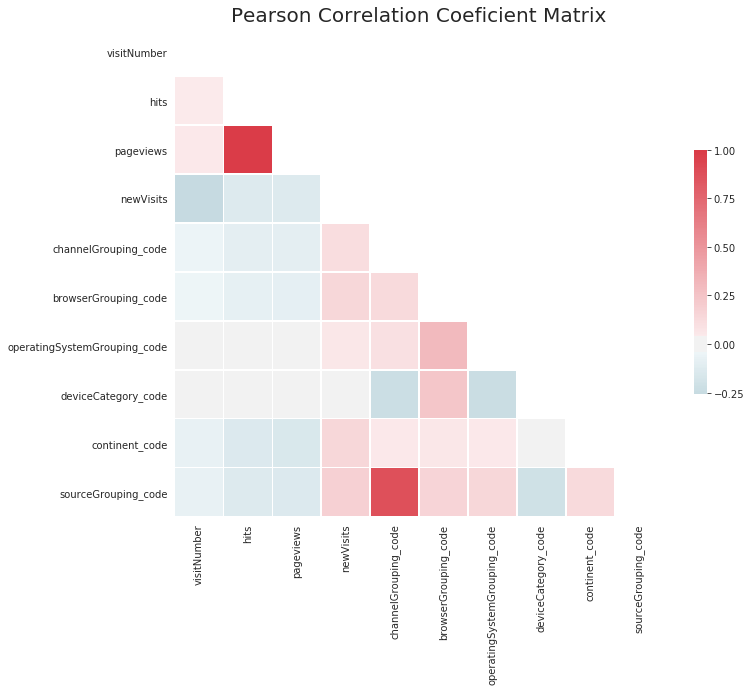 Pearson Correlation Coeficient Matrix
visitNumber
hits
pageviews
newVisits
channelGrouping_code
browserGrouping_code
operatingSystemGrouping_code
deviceCategory_code
continent_code
sourceGrouping_code
visitNumber
hits
pageviews
newVisits
channelGrouping_code
browserGrouping_code
operatingSystemGrouping_code
deviceCategory_code
continent_code
sourceGrouping_code
1.00
0.75
0.50
0.25
0.00
−0.25